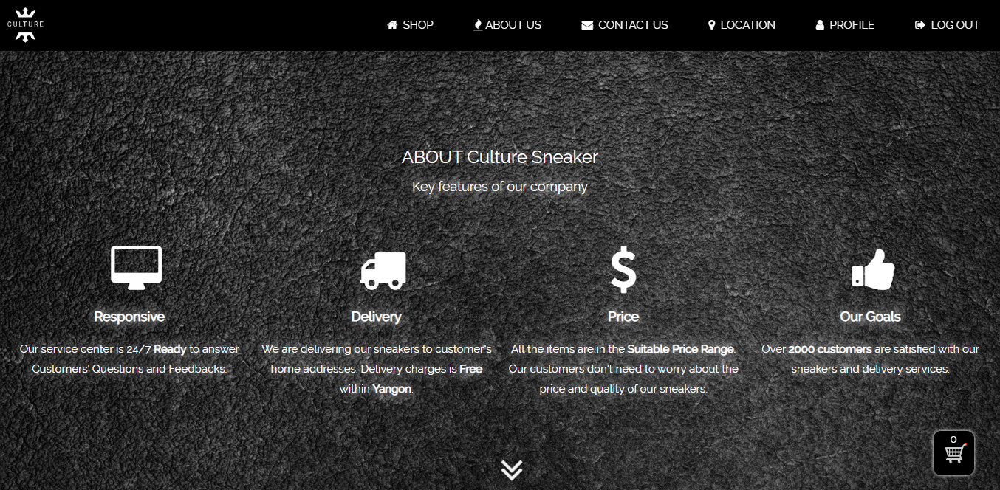 CULTURE
SHOP
ABOUT US
CONTACT US
LOCATION
PROFILE
LOG OUT
ABOUT Culture Sneaker
Key features of our company
Responsive
Our service center is 24/7 Ready to answer
Customers' Questions and Feedbacks.
Delivery
We are delivering our sneakers to customer's
home addresses. Delivery charges is Free
within Yangon.
Price
All the items are in the Suitable Price Range.
Our customers don't need to worry about the
price and quality of our sneakers.
Our Goals
Over 2000 customers are satisfied with our
sneakers and delivery services.
0